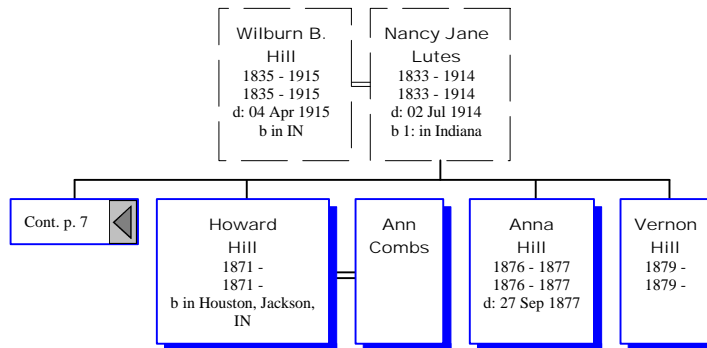 Wilburn B.
Hill
1835 - 1915
1835 - 1915
d: 04 Apr 1915
b in IN
Nancy Jane
Lutes
1833 - 1914
1833 - 1914
d: 02 Jul 1914
b 1: in Indiana
Cont. p. 7
Howard
Hill
1871 -
1871 -
b in Houston, Jackson,
IN
Ann
Combs
Anna
Hill
1876 - 1877
1876 - 1877
d: 27 Sep 1877
Vernon
Hill
1879 -
1879 -